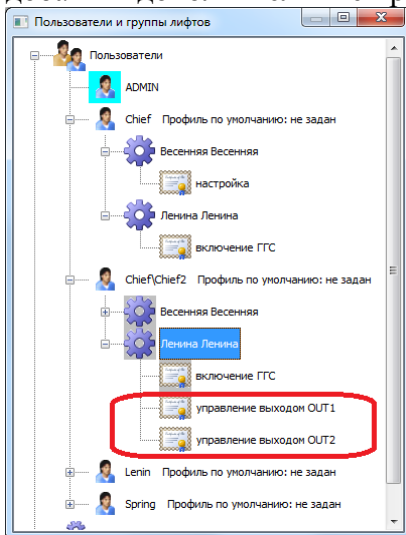 Пользователи и группы лифтов
Пользователи
ADMIN
Chief Профиль по умолчанию: не задан
Весенняя Весенняя
настройка
Ленина Ленина
включение ГГС
Chief\Chief2 Профиль по умолчанию: не задан
Весенняя Весенняя
Ленина Ленина
включение ГГС
управление выходом OUT1
управление выходом OUT2
Lenin Профиль по умолчанию: не задан
Spring Профиль по умолчанию: не задан